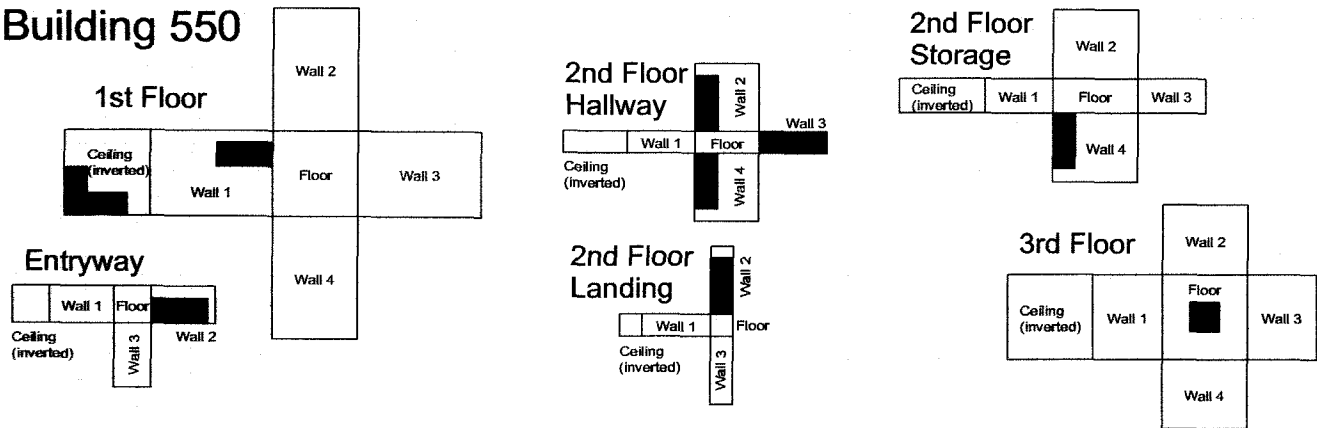 Building 550
1st Floor
Wall 2
Ceiling
(inverted)
Wall 1
Floor
Wall 3
Wall 4
Entryway
Wall 1
Floor
Ceiling
(inverted)
Wall 3
Wall 2
2nd Floor
Hallway
Wall 2
Wall 3
Wall 1
Floor
Ceiling
(inverted)
Wall 4
2nd Floor
Landing
Wall 2
Wall 1
Floor
Ceiling
(inverted)
Wall 3
2nd Floor
Storage
Wall 2
Ceiling
(inverted)
Wall 1
Floor
Wall 3
Wall 4
3rd Floor
Wall 2
Floor
Ceiling
(inverted)
Wall 1
Wall 3
Wall 4